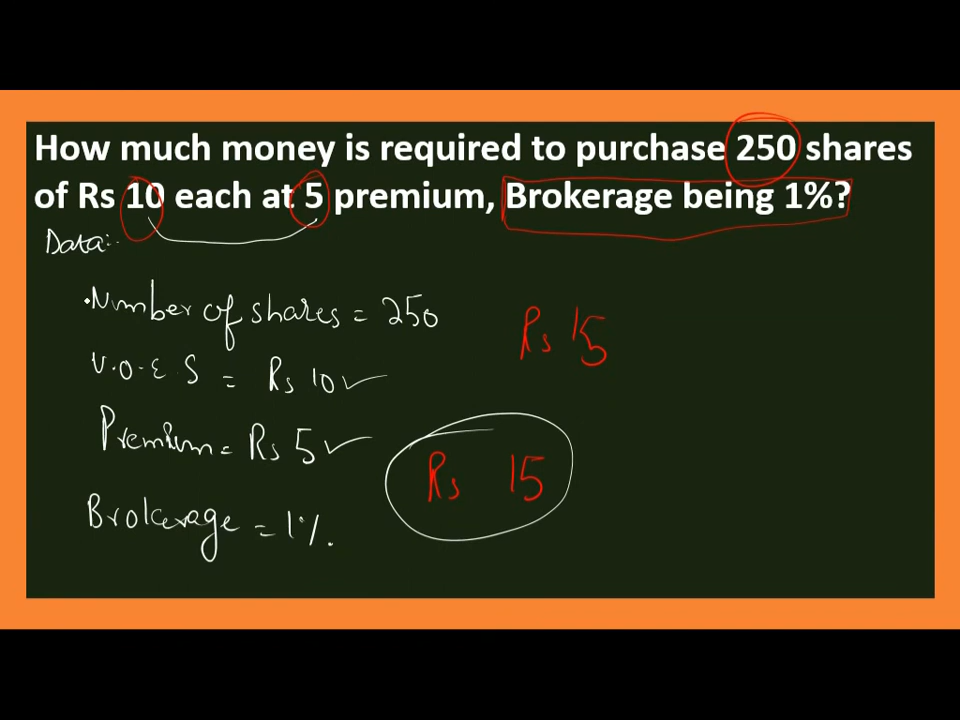 How much money is required to purchase 250 shares
of Rs 10 each at 5 premium, Brokerage being 1%?
Data:-
Number of shares = 250
V.O.E S = Rs 10 ✓
Premium = Rs 5 ✓
Brokerage = 1%.
Rs 15
Rs 15